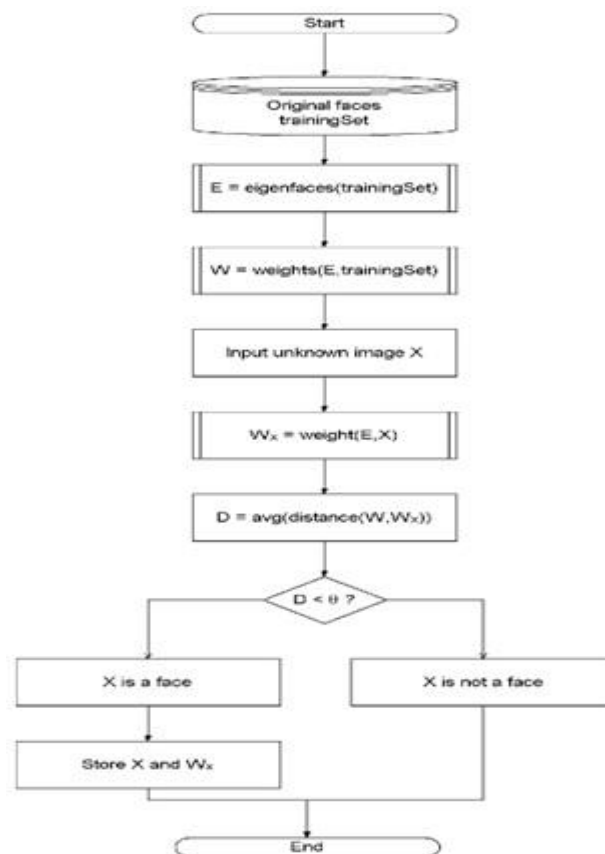 Start
Original faces
trainingSet
E = eigenfaces(trainingSet)
W = weights(E,trainingSet)
Input unknown image X
Wₓ = weight(E,X)
D = avg(distance(W,Wₓ))
D < θ ?
X is a face
X is not a face
Store X and Wₓ
End